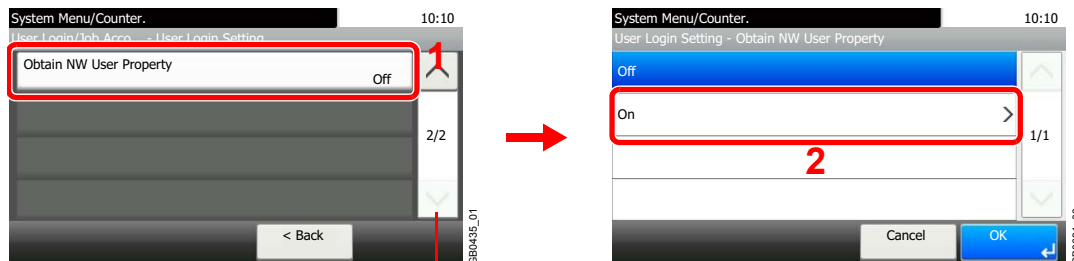 System Menu/Counter.
10:10
User Login/Job Acco... - User Login Setting
1
Obtain NW User Property
Off
2/2
< Back
GB0435_01
System Menu/Counter.
10:10
User Login Setting - Obtain NW User Property
Off
On
1/1
2
Cancel
OK